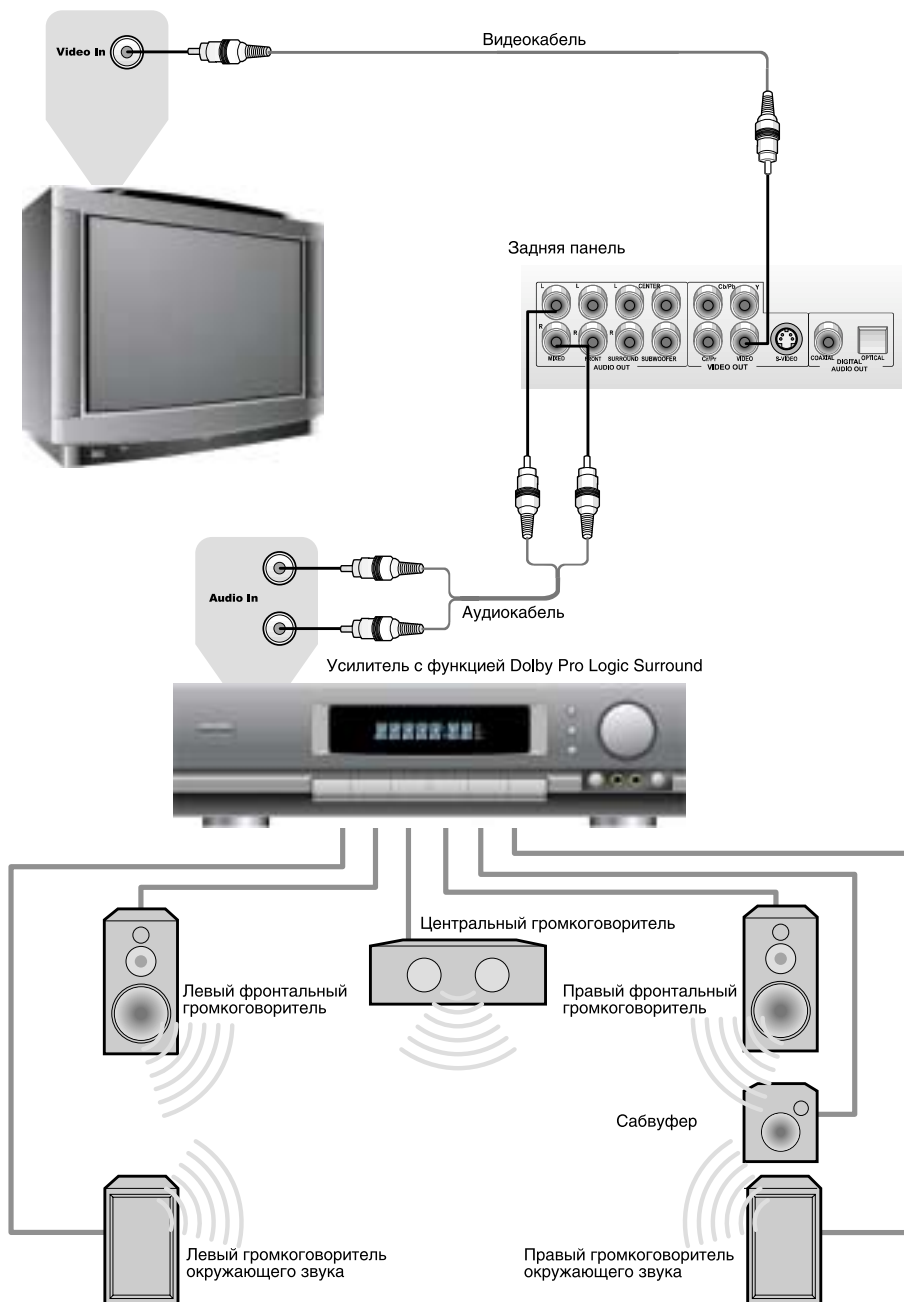 Видеокабель
Video In
Задняя панель
L L L CENTER Cb/Pb Y
R R R
MIXED FRONT SURROUND SUBWOOFER Cr/Pr VIDEO S-VIDEO COAXIAL OPTICAL
AUDIO OUT VIDEO OUT DIGITAL
AUDIO OUT
Audio In
Аудиокабель
Усилитель с функцией Dolby Pro Logic Surround
Центральный громкоговоритель
Левый фронтальный
громкоговоритель
Правый фронтальный
громкоговоритель
Сабвуфер
Левый громкоговоритель
окружающего звука
Правый громкоговоритель
окружающего звука